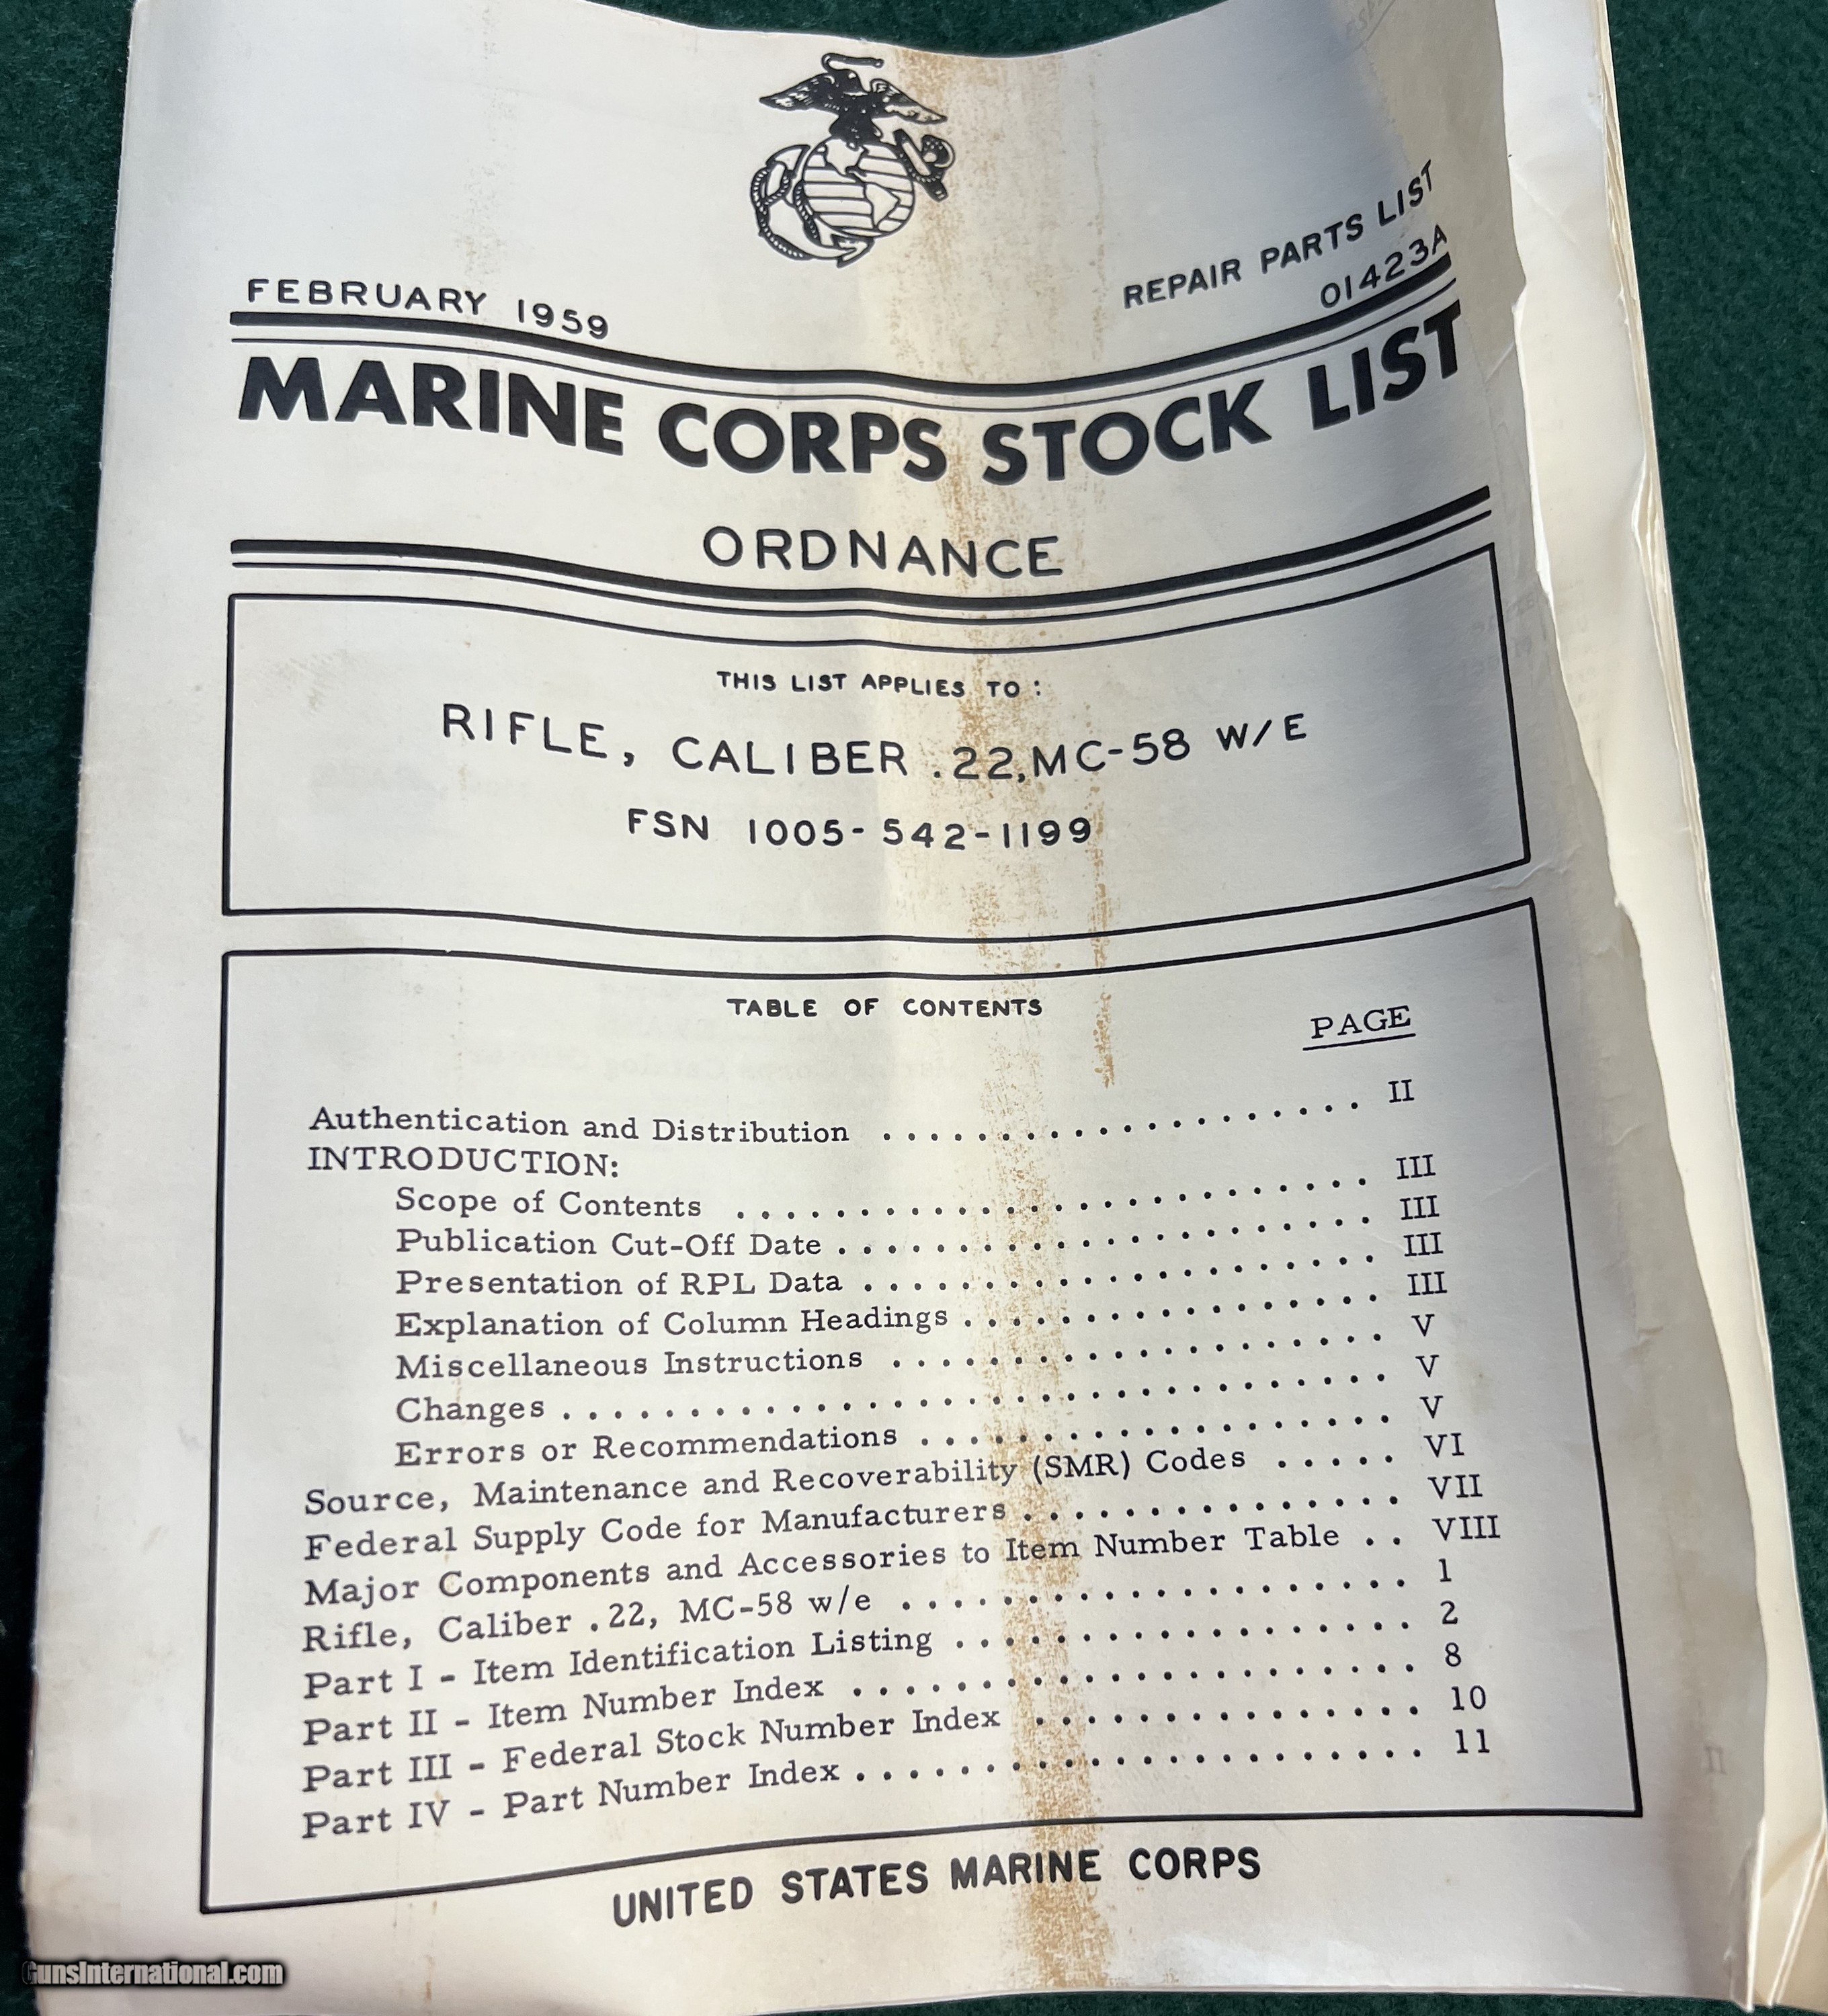 FEBRUARY 1959
REPAIR PARTS LIST
01423A
MARINE CORPS STOCK LIST
ORDNANCE
THIS LIST APPLIES TO :
RIFLE, CALIBER .22,MC-58 W/E
FSN 1005-542-1199
TABLE OF CONTENTS
PAGE
Authentication and Distribution . . . . . . . . . . . . . . . . . . . . II
INTRODUCTION:
Scope of Contents . . . . . . . . . . . . . . . . . . . . . . . . . . III
Publication Cut-Off Date . . . . . . . . . . . . . . . . . . . . . . III
Presentation of RPL Data . . . . . . . . . . . . . . . . . . . . . III
Explanation of Column Headings . . . . . . . . . . . . . . . . . III
Miscellaneous Instructions . . . . . . . . . . . . . . . . . . . . . V
Changes . . . . . . . . . . . . . . . . . . . . . . . . . . . . . . . . . V
Errors or Recommendations . . . . . . . . . . . . . . . . . . . . V
Source, Maintenance and Recoverability (SMR) Codes . . . . . VI
Federal Supply Code for Manufacturers . . . . . . . . . . . . . . . VII
Major Components and Accessories to Item Number Table . . VIII
Rifle, Caliber .22, MC-58 w/e . . . . . . . . . . . . . . . . . . . . . 1
Part I - Item Identification Listing . . . . . . . . . . . . . . . . . . 2
Part II - Item Number Index . . . . . . . . . . . . . . . . . . . . . . . 8
Part III - Federal Stock Number Index . . . . . . . . . . . . . . . . 10
Part IV - Part Number Index . . . . . . . . . . . . . . . . . . . . . . . 11
UNITED STATES MARINE CORPS
GunsInternational.com